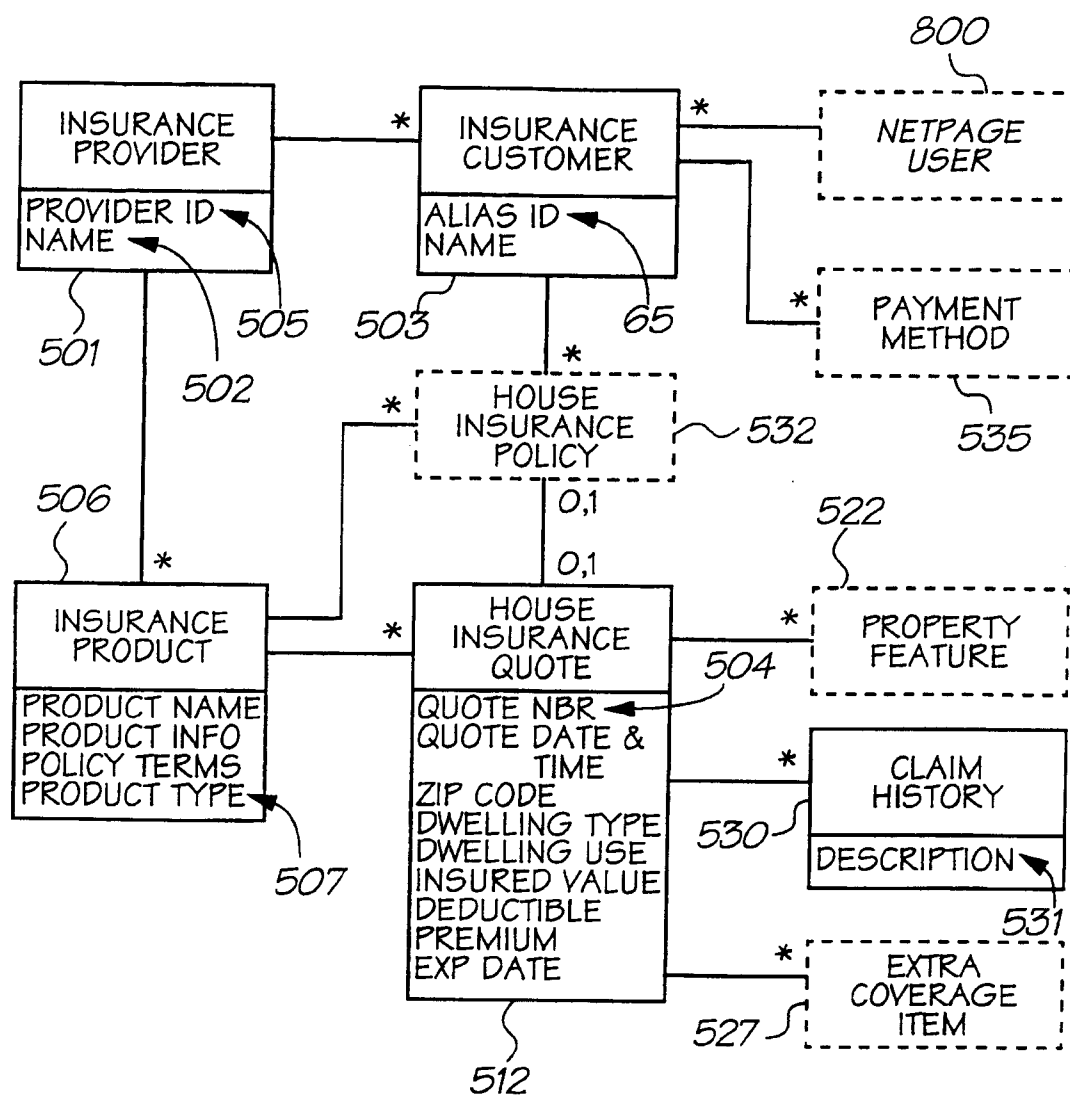 800
INSURANCE
PROVIDER
PROVIDER ID
NAME
501
502
505
*
INSURANCE
CUSTOMER
ALIAS ID
NAME
503
65
*
NETPAGE
USER
*
PAYMENT
METHOD
535
*
*
HOUSE
INSURANCE
POLICY
532
0,1
0,1
506
*
INSURANCE
PRODUCT
PRODUCT NAME
PRODUCT INFO
POLICY TERMS
PRODUCT TYPE
507
*
HOUSE
INSURANCE
QUOTE
504
QUOTE NBR
QUOTE DATE &
TIME
ZIP CODE
DWELLING TYPE
DWELLING USE
INSURED VALUE
DEDUCTIBLE
PREMIUM
EXP DATE
512
522
*
PROPERTY
FEATURE
*
CLAIM
HISTORY
530
DESCRIPTION
531
*
EXTRA
COVERAGE
ITEM
527